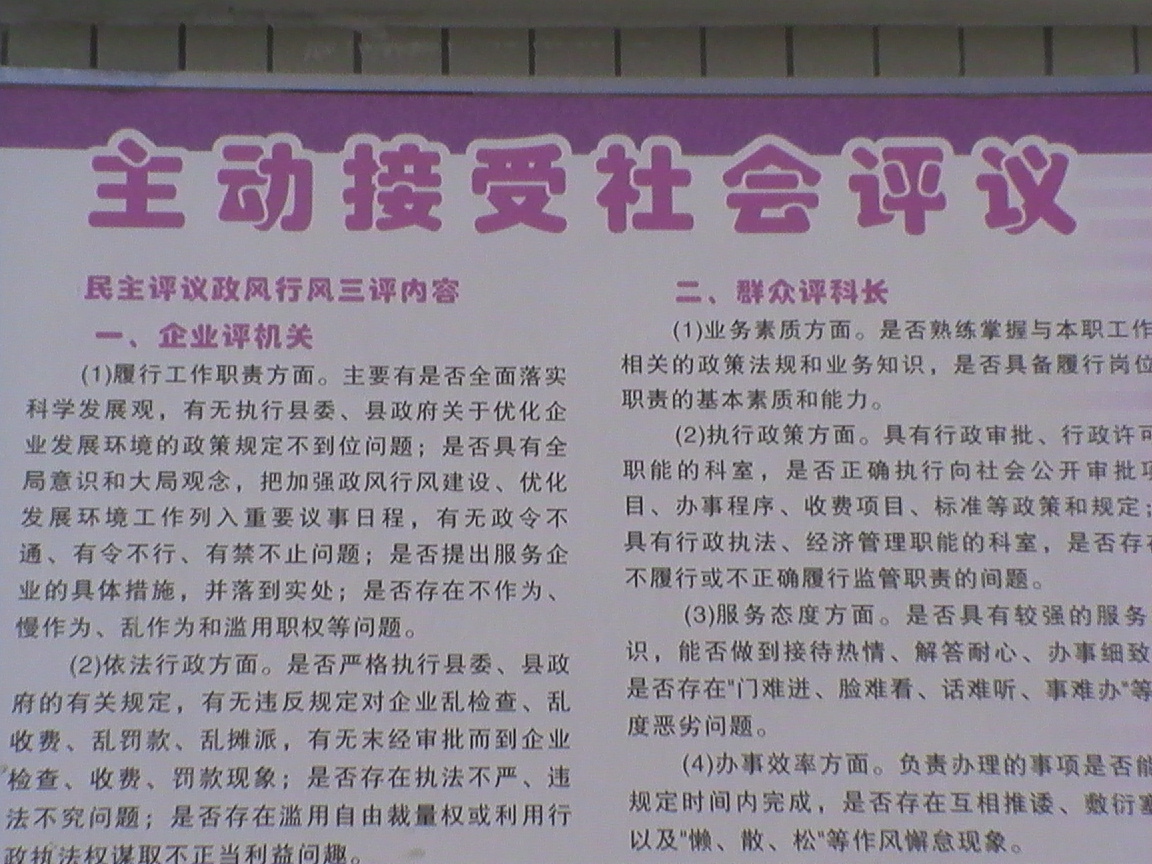 主动接受社会评议
民主评议政风行风三评内容
一、企业评机关
(1)履行工作职责方面。主要有是否全面落实
科学发展观，有无执行县委、县政府关于优化企
业发展环境的政策规定不到位问题；是否具有全
局意识和大局观念，把加强政风行风建设、优化
发展环境工作列入重要议事日程，有无政令不
通、有令不行、有禁不止问题；是否提出服务企
业的具体措施，并落到实处；是否存在不作为、
慢作为、乱作为和滥用职权等问题。
(2)依法行政方面。是否严格执行县委、县政
府的有关规定，有无违反规定对企业乱检查、乱
收费、乱罚款、乱摊派，有无末经审批而到企业
检查、收费、罚款现象；是否存在执法不严、违
法不究问题；是否存在滥用自由裁量权或利用行
政执法权谋取不正当利益问趣。
二、群众评科长
(1)业务素质方面。是否熟练掌握与本职工作
相关的政策法规和业务知识，是否具备履行岗位
职责的基本素质和能力。
(2)执行政策方面。具有行政审批、行政许可
职能的科室，是否正确执行向社会公开审批项
目、办事程序、收费项目、标准等政策和规定；
具有行政执法、经济管理职能的科室，是否存在
不履行或不正确履行监管职责的间题。
(3)服务态度方面。是否具有较强的服务
识，能否做到接待热情、解答耐心、办事细致
是否存在"门难进、脸难看、话难听、事难办"等
度恶劣问题。
(4)办事效率方面。负责办理的事项是否能
规定时间内完成，是否存在互相推诿、敷衍塞
以及"懒、散、松"等作风懈怠现象。